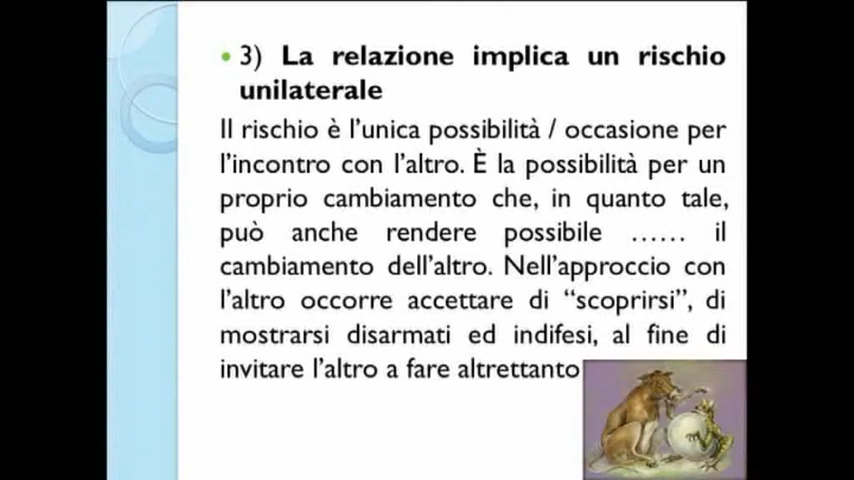 • 3) La relazione implica un rischio
unilaterale
Il rischio è l’unica possibilità / occasione per
l’incontro con l’altro. È la possibilità per un
proprio cambiamento che, in quanto tale,
può anche rendere possibile …… il
cambiamento dell’altro. Nell’approccio con
l’altro occorre accettare di “scoprirsi”, di
mostrarsi disarmati ed indifesi, al fine di
invitare l’altro a fare altrettanto